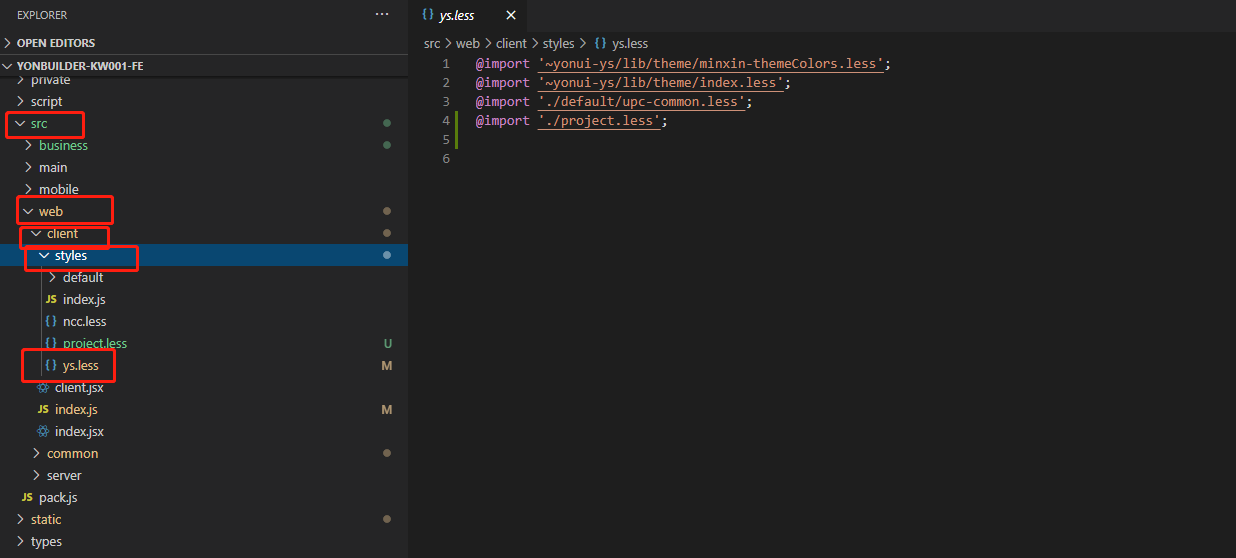 EXPLORER
···
OPEN EDITORS
YONBUILDER-KW001-FE
private
script
src
business
main
mobile
web
client
styles
default
JS index.js
{} ncc.less
{} project.less U
{} ys.less M
client.jsx
JS index.js M
index.jsx
common
server
JS pack.js
static
types
{} ys.less ×
src > web > client > styles > {} ys.less
1 @import '~yonui-ys/lib/theme/minxin-themeColors.less';
2 @import '~yonui-ys/lib/theme/index.less';
3 @import './default/upc-common.less';
4 @import './project.less';
5
6